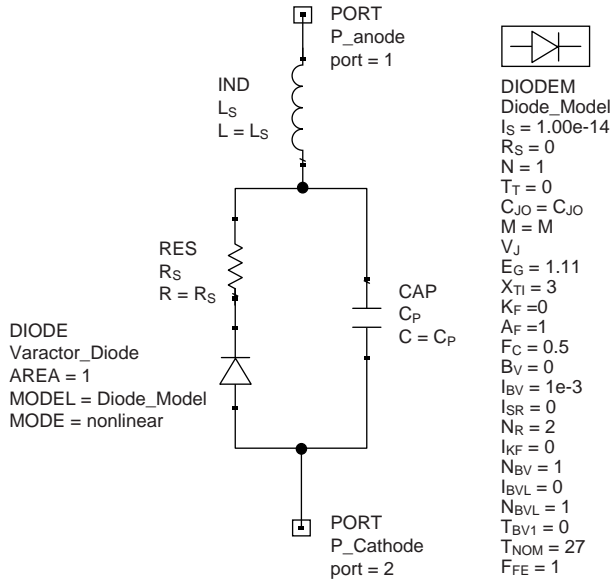 PORT
P_anode
port = 1
IND
LS
L = LS
RES
RS
R = RS
CAP
CP
C = CP
DIODE
Varactor_Diode
AREA = 1
MODEL = Diode_Model
MODE = nonlinear
PORT
P_Cathode
port = 2
DIODEM
Diode_Model
IS = 1.00e-14
RS = 0
N = 1
TT = 0
CJO = CJO
M = M
VJ
EG = 1.11
XTI = 3
KF =0
AF =1
FC = 0.5
BV = 0
IBV = 1e-3
ISR = 0
NR = 2
IKF = 0
NBV = 1
IBVL = 0
NBVL = 1
TBV1 = 0
TNOM = 27
FFE = 1